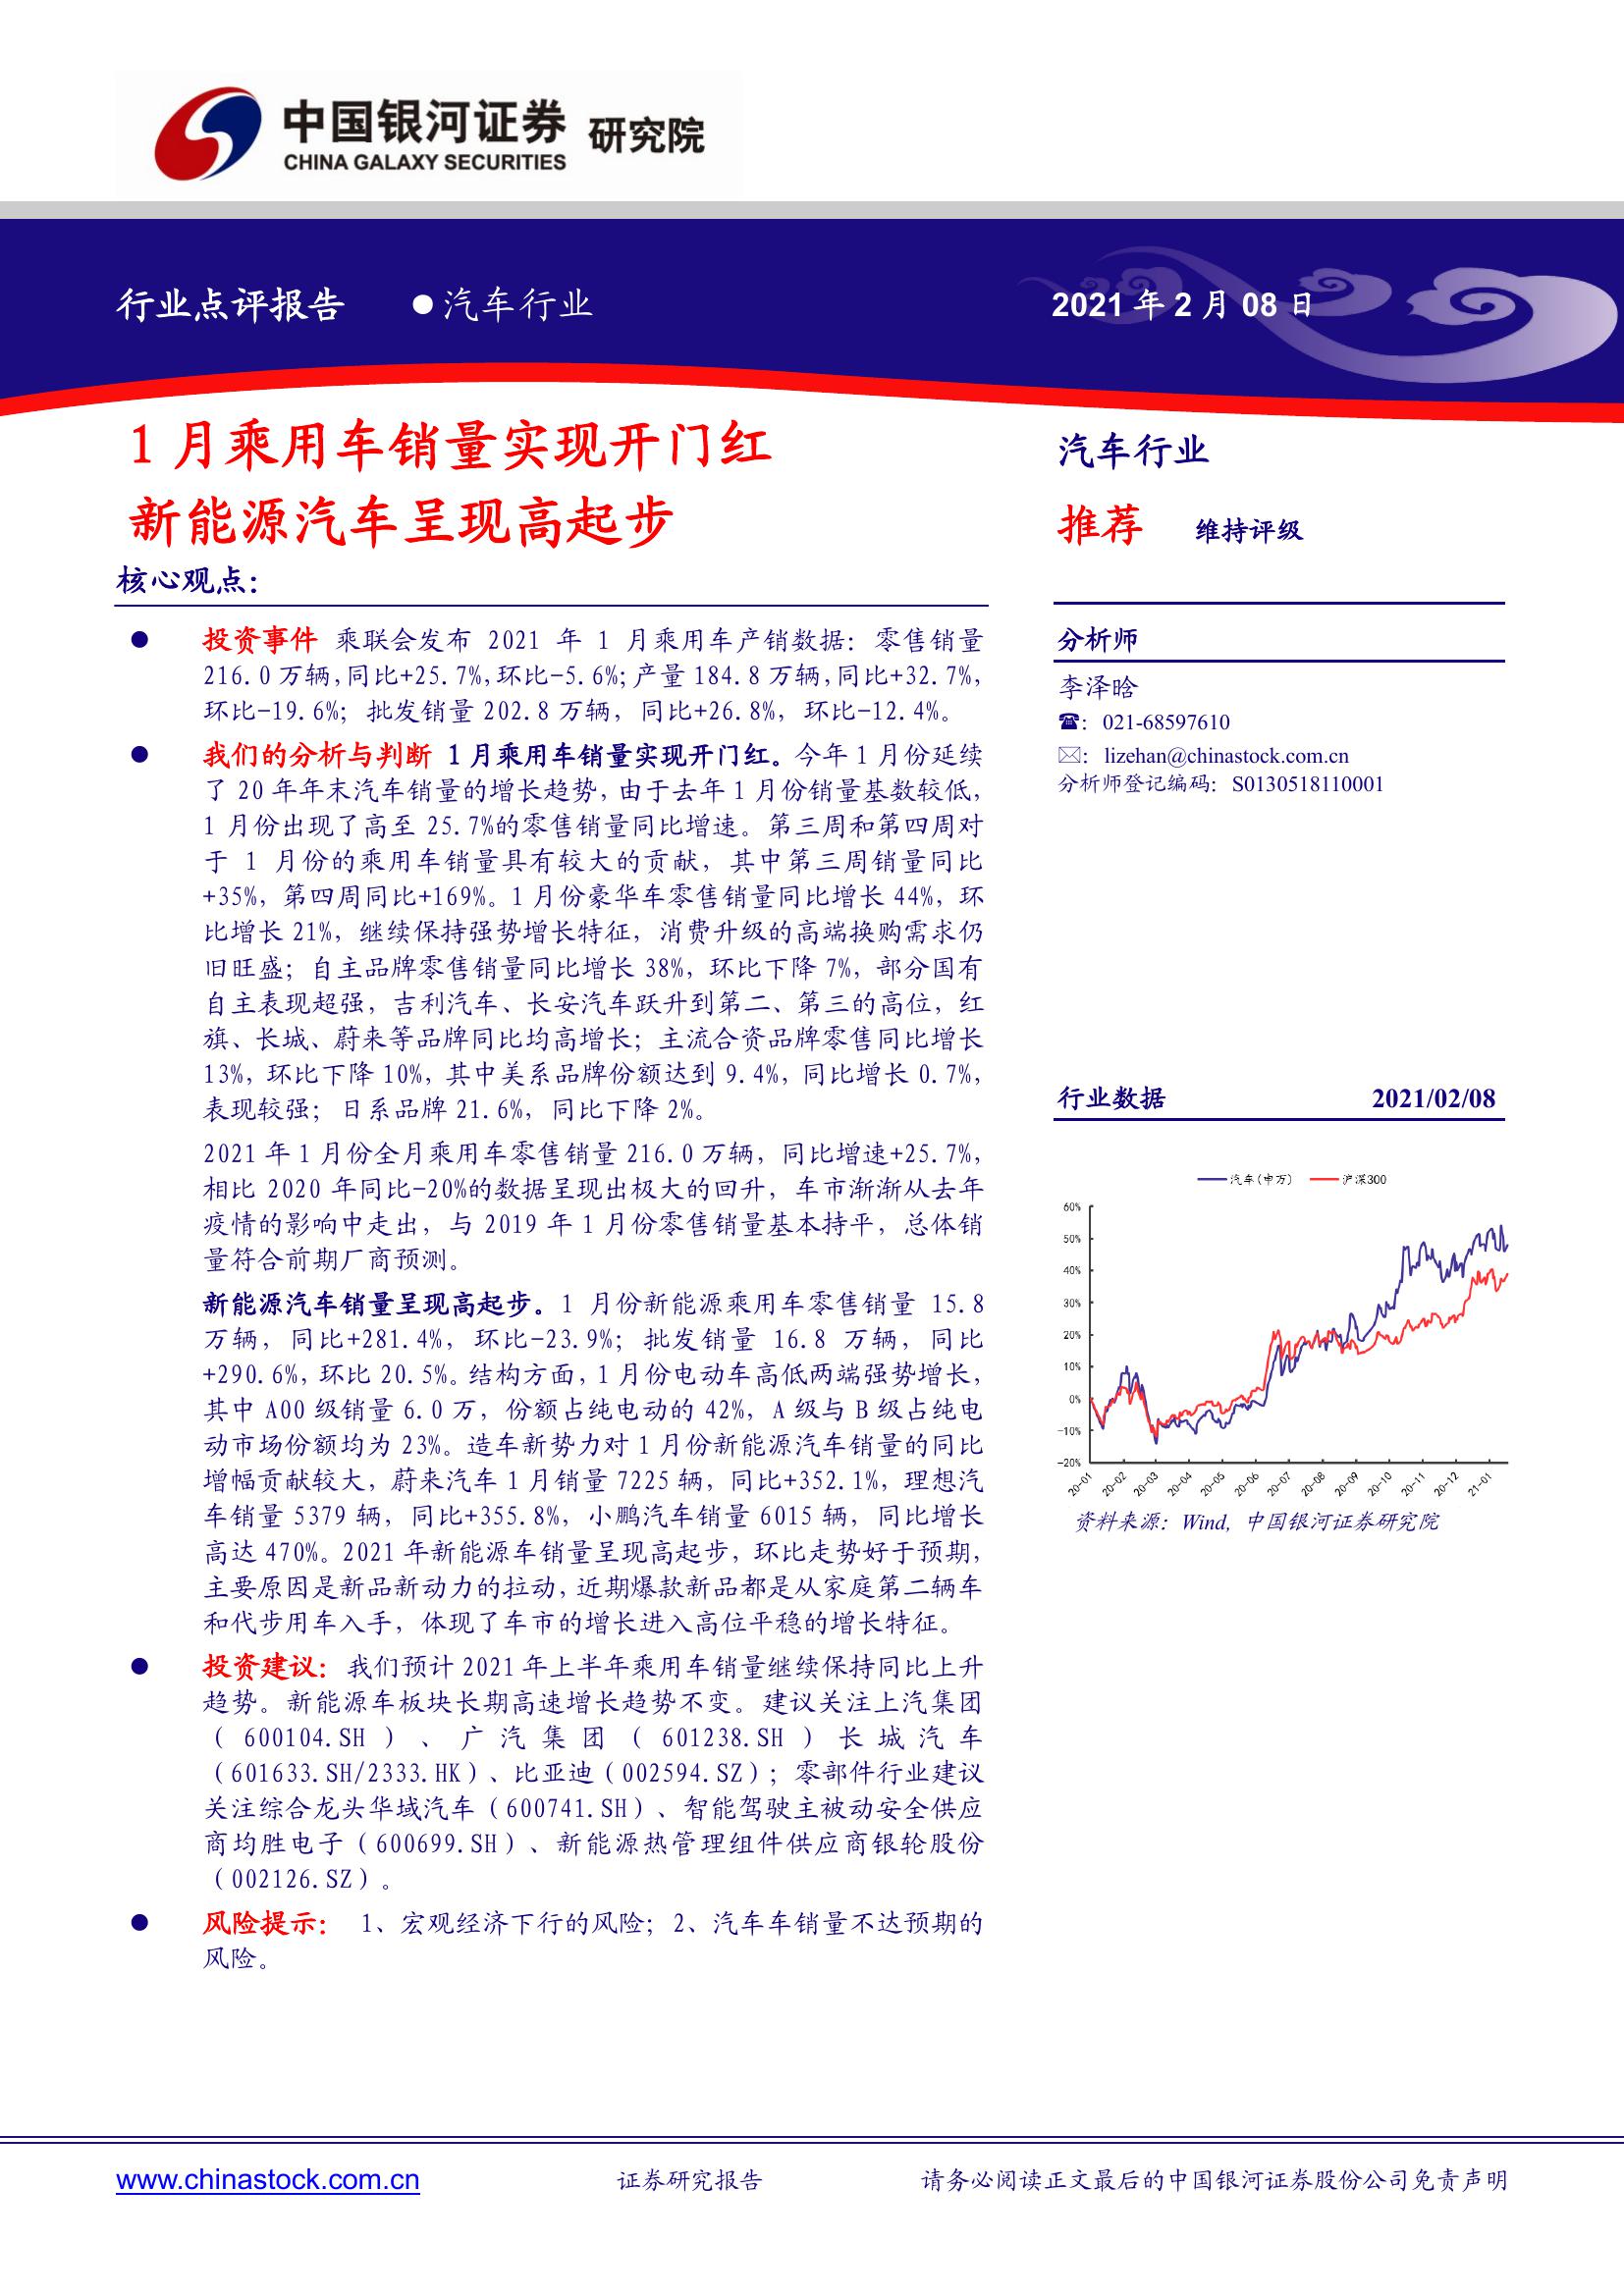 中国银河证券 研究院
CHINA GALAXY SECURITIES
行业点评报告 ●汽车行业
2021 年 2 月 08 日
1 月乘用车销量实现开门红
新能源汽车呈现高起步
核心观点：
● 投资事件 乘联会发布 2021 年 1 月乘用车产销数据：零售销量
216.0 万辆，同比+25.7%，环比-5.6%；产量 184.8 万辆，同比+32.7%，
环比-19.6%；批发销量 202.8 万辆，同比+26.8%，环比-12.4%。
● 我们的分析与判断 1 月乘用车销量实现开门红。今年 1 月份延续
了 20 年年末汽车销量的增长趋势，由于去年 1 月份销量基数较低，
1 月份出现了高至 25.7%的零售销量同比增速。第三周和第四周对
于 1 月份的乘用车销量具有较大的贡献，其中第三周销量同比
+35%，第四周同比+169%。1 月份豪华车零售销量同比增长 44%，环
比增长 21%，继续保持强势增长特征，消费升级的高端换购需求仍
旧旺盛；自主品牌零售销量同比增长 38%，环比下降 7%，部分国有
自主表现超强，吉利汽车、长安汽车跃升到第二、第三的高位，红
旗、长城、蔚来等品牌同比均高增长；主流合资品牌零售同比增长
13%，环比下降 10%，其中美系品牌份额达到 9.4%，同比增长 0.7%，
表现较强；日系品牌 21.6%，同比下降 2%。
2021 年 1 月份全月乘用车零售销量 216.0 万辆，同比增速+25.7%，
相比 2020 年同比-20%的数据呈现出极大的回升，车市渐渐从去年
疫情的影响中走出，与 2019 年 1 月份零售销量基本持平，总体销
量符合前期厂商预测。
新能源汽车销量呈现高起步。1 月份新能源乘用车零售销量 15.8
万辆，同比+281.4%，环比-23.9%；批发销量 16.8 万辆，同比
+290.6%，环比 20.5%。结构方面，1 月份电动车高低两端强势增长，
其中 A00 级销量 6.0 万，份额占纯电动的 42%，A 级与 B 级占纯电
动市场份额均为 23%。造车新势力对 1 月份新能源汽车销量的同比
增幅贡献较大，蔚来汽车 1 月销量 7225 辆，同比+352.1%，理想汽
车销量 5379 辆，同比+355.8%，小鹏汽车销量 6015 辆，同比增长
高达 470%。2021 年新能源车销量呈现高起步，环比走势好于预期，
主要原因是新品新动力的拉动，近期爆款新品都是从家庭第二辆车
和代步用车入手，体现了车市的增长进入高位平稳的增长特征。
● 投资建议：我们预计 2021 年上半年乘用车销量继续保持同比上升
趋势。新能源车板块长期高速增长趋势不变。建议关注上汽集团
（600104.SH）、广汽集团（601238.SH）长城汽车
（601633.SH/2333.HK）、比亚迪（002594.SZ）；零部件行业建议
关注综合龙头华域汽车（600741.SH）、智能驾驶主被动安全供应
商均胜电子（600699.SH）、新能源热管理组件供应商银轮股份
（002126.SZ）。
● 风险提示： 1、宏观经济下行的风险；2、汽车车销量不达预期的
风险。
汽车行业
推荐 维持评级
分析师
李泽晗
☎：021-68597610
✉：lizehan@chinastock.com.cn
分析师登记编码：S0130518110001
行业数据 2021/02/08
汽车(申万) 沪深300
60%
50%
40%
30%
20%
10%
0%
-10%
-20%
20-01 20-02 20-03 20-04 20-05 20-06 20-07 20-08 20-09 20-10 20-11 20-12 21-01
资料来源：Wind，中国银河证券研究院
www.chinastock.com.cn 证券研究报告 请务必阅读正文最后的中国银河证券股份公司免责声明